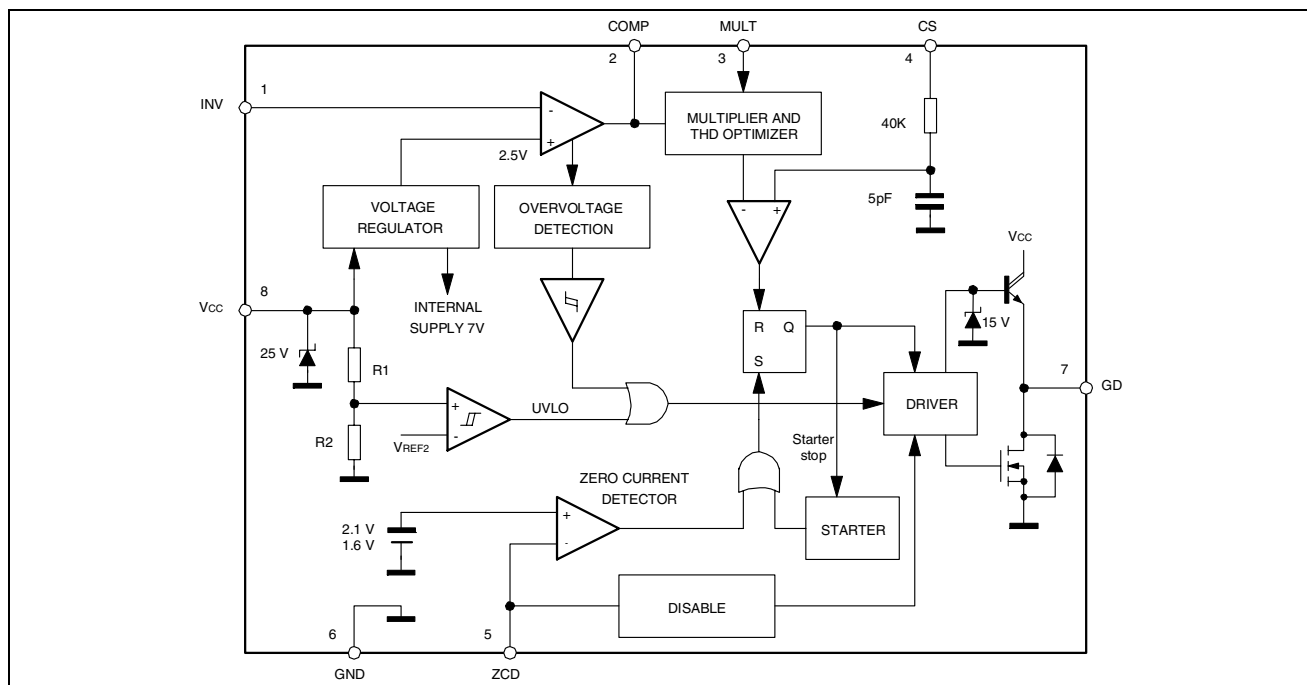 COMP
MULT
CS
2
3
4
1
INV
-
+
2.5V
MULTIPLIER AND
THD OPTIMIZER
40K
VOLTAGE
REGULATOR
OVERVOLTAGE
DETECTION
- +
5pF
VCC
8
VCC
INTERNAL
SUPPLY 7V
25 V
R1
R Q
S
15 V
7
GD
DRIVER
R2
+
-
VREF2
UVLO
Starter
stop
ZERO CURRENT
DETECTOR
2.1 V
1.6 V
+
-
STARTER
DISABLE
6
5
GND
ZCD